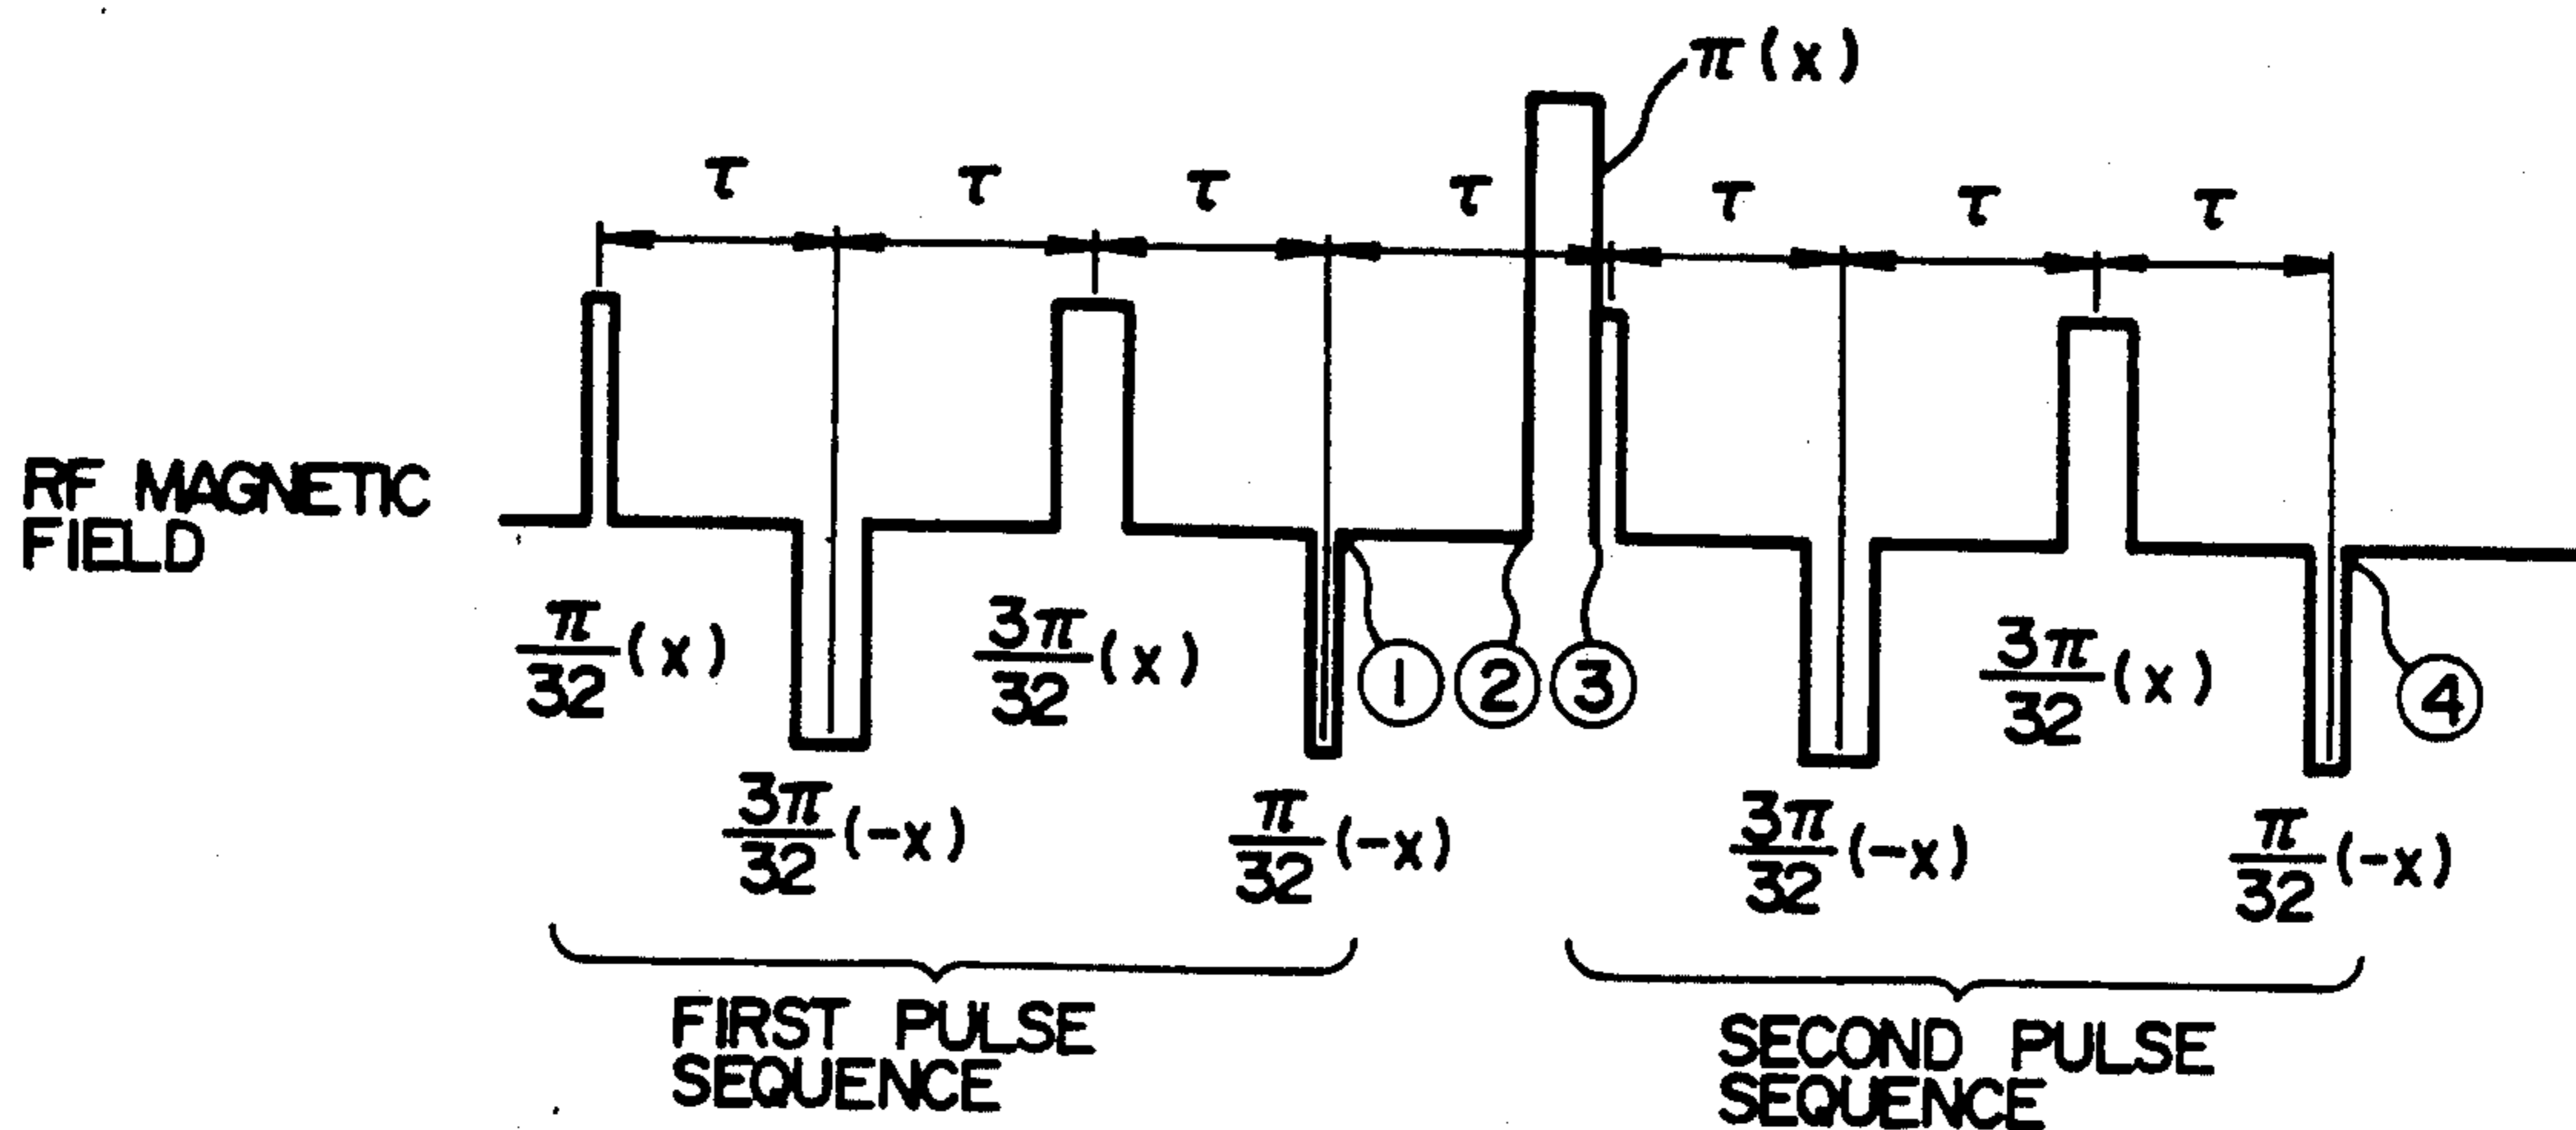 π(x)
τ τ τ τ τ τ τ
RF MAGNETIC
FIELD
π/32(x)
3π/32(-x)
3π/32(x)
π/32(-x)
① ② ③
3π/32(-x)
3π/32(x)
π/32(-x)
④
FIRST PULSE
SEQUENCE
SECOND PULSE
SEQUENCE